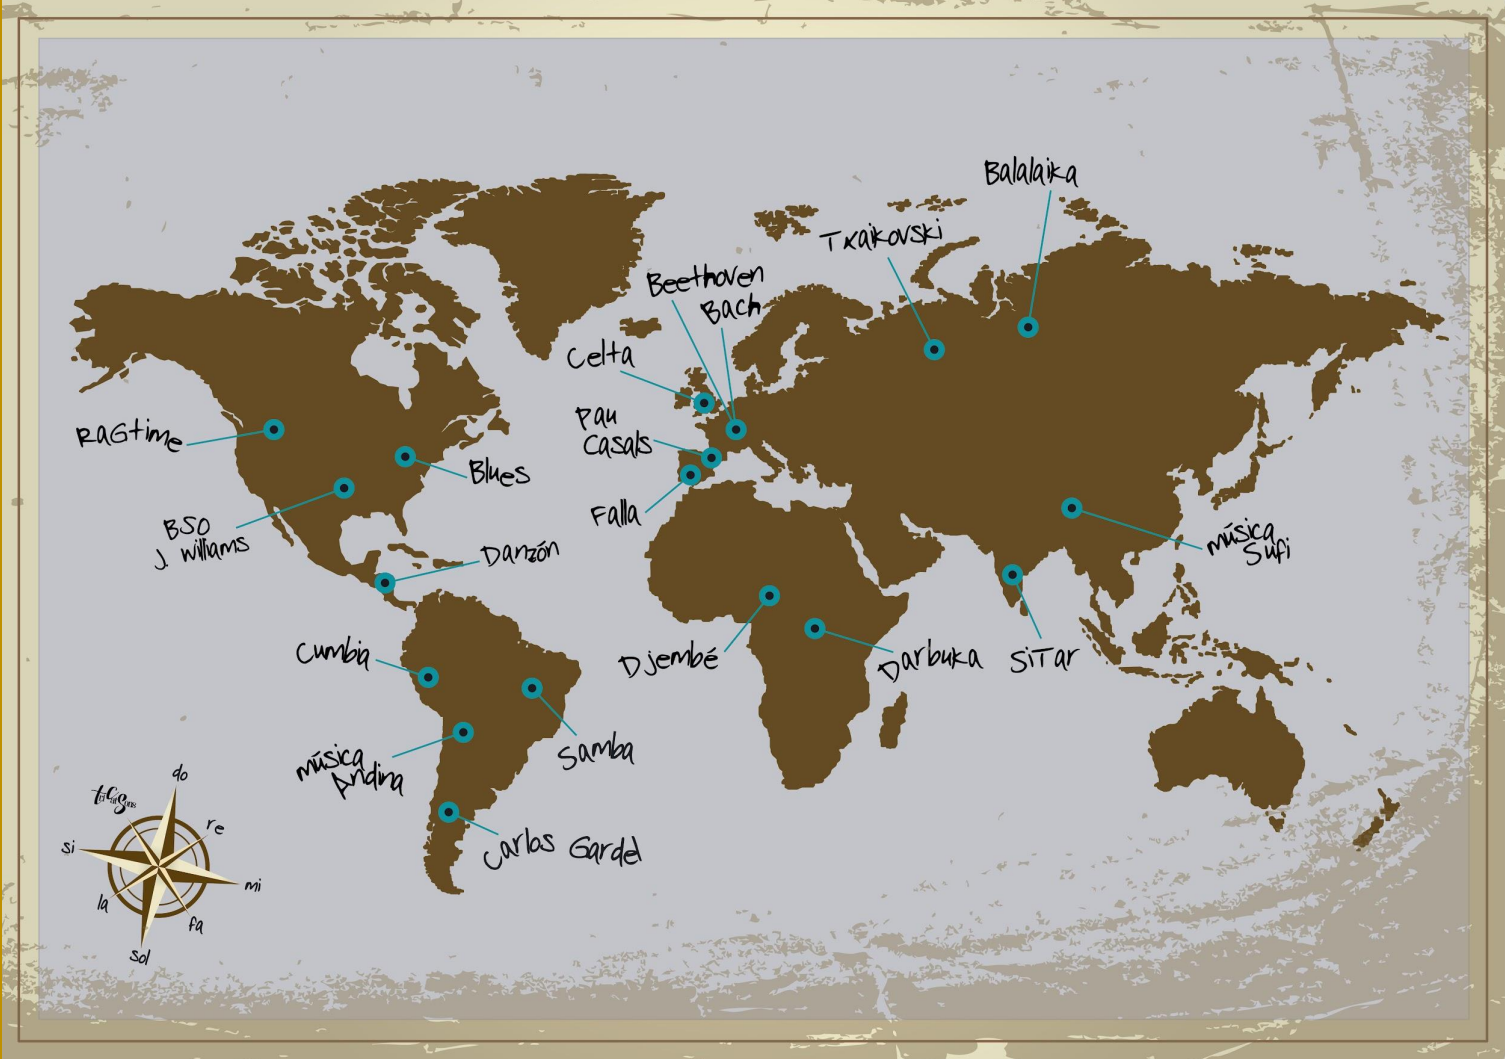 Balalaika
Txaikovski
Beethoven
Bach
Celta
Pau
Casals
Falla
RaGtime
Blues
BSO
J. Williams
Danzón
música
Sufi
Cumbia
Djembé
Darbuka
SiTar
Samba
música
Andina
Carlos Gardel
do
re
mi
fa
sol
la
si